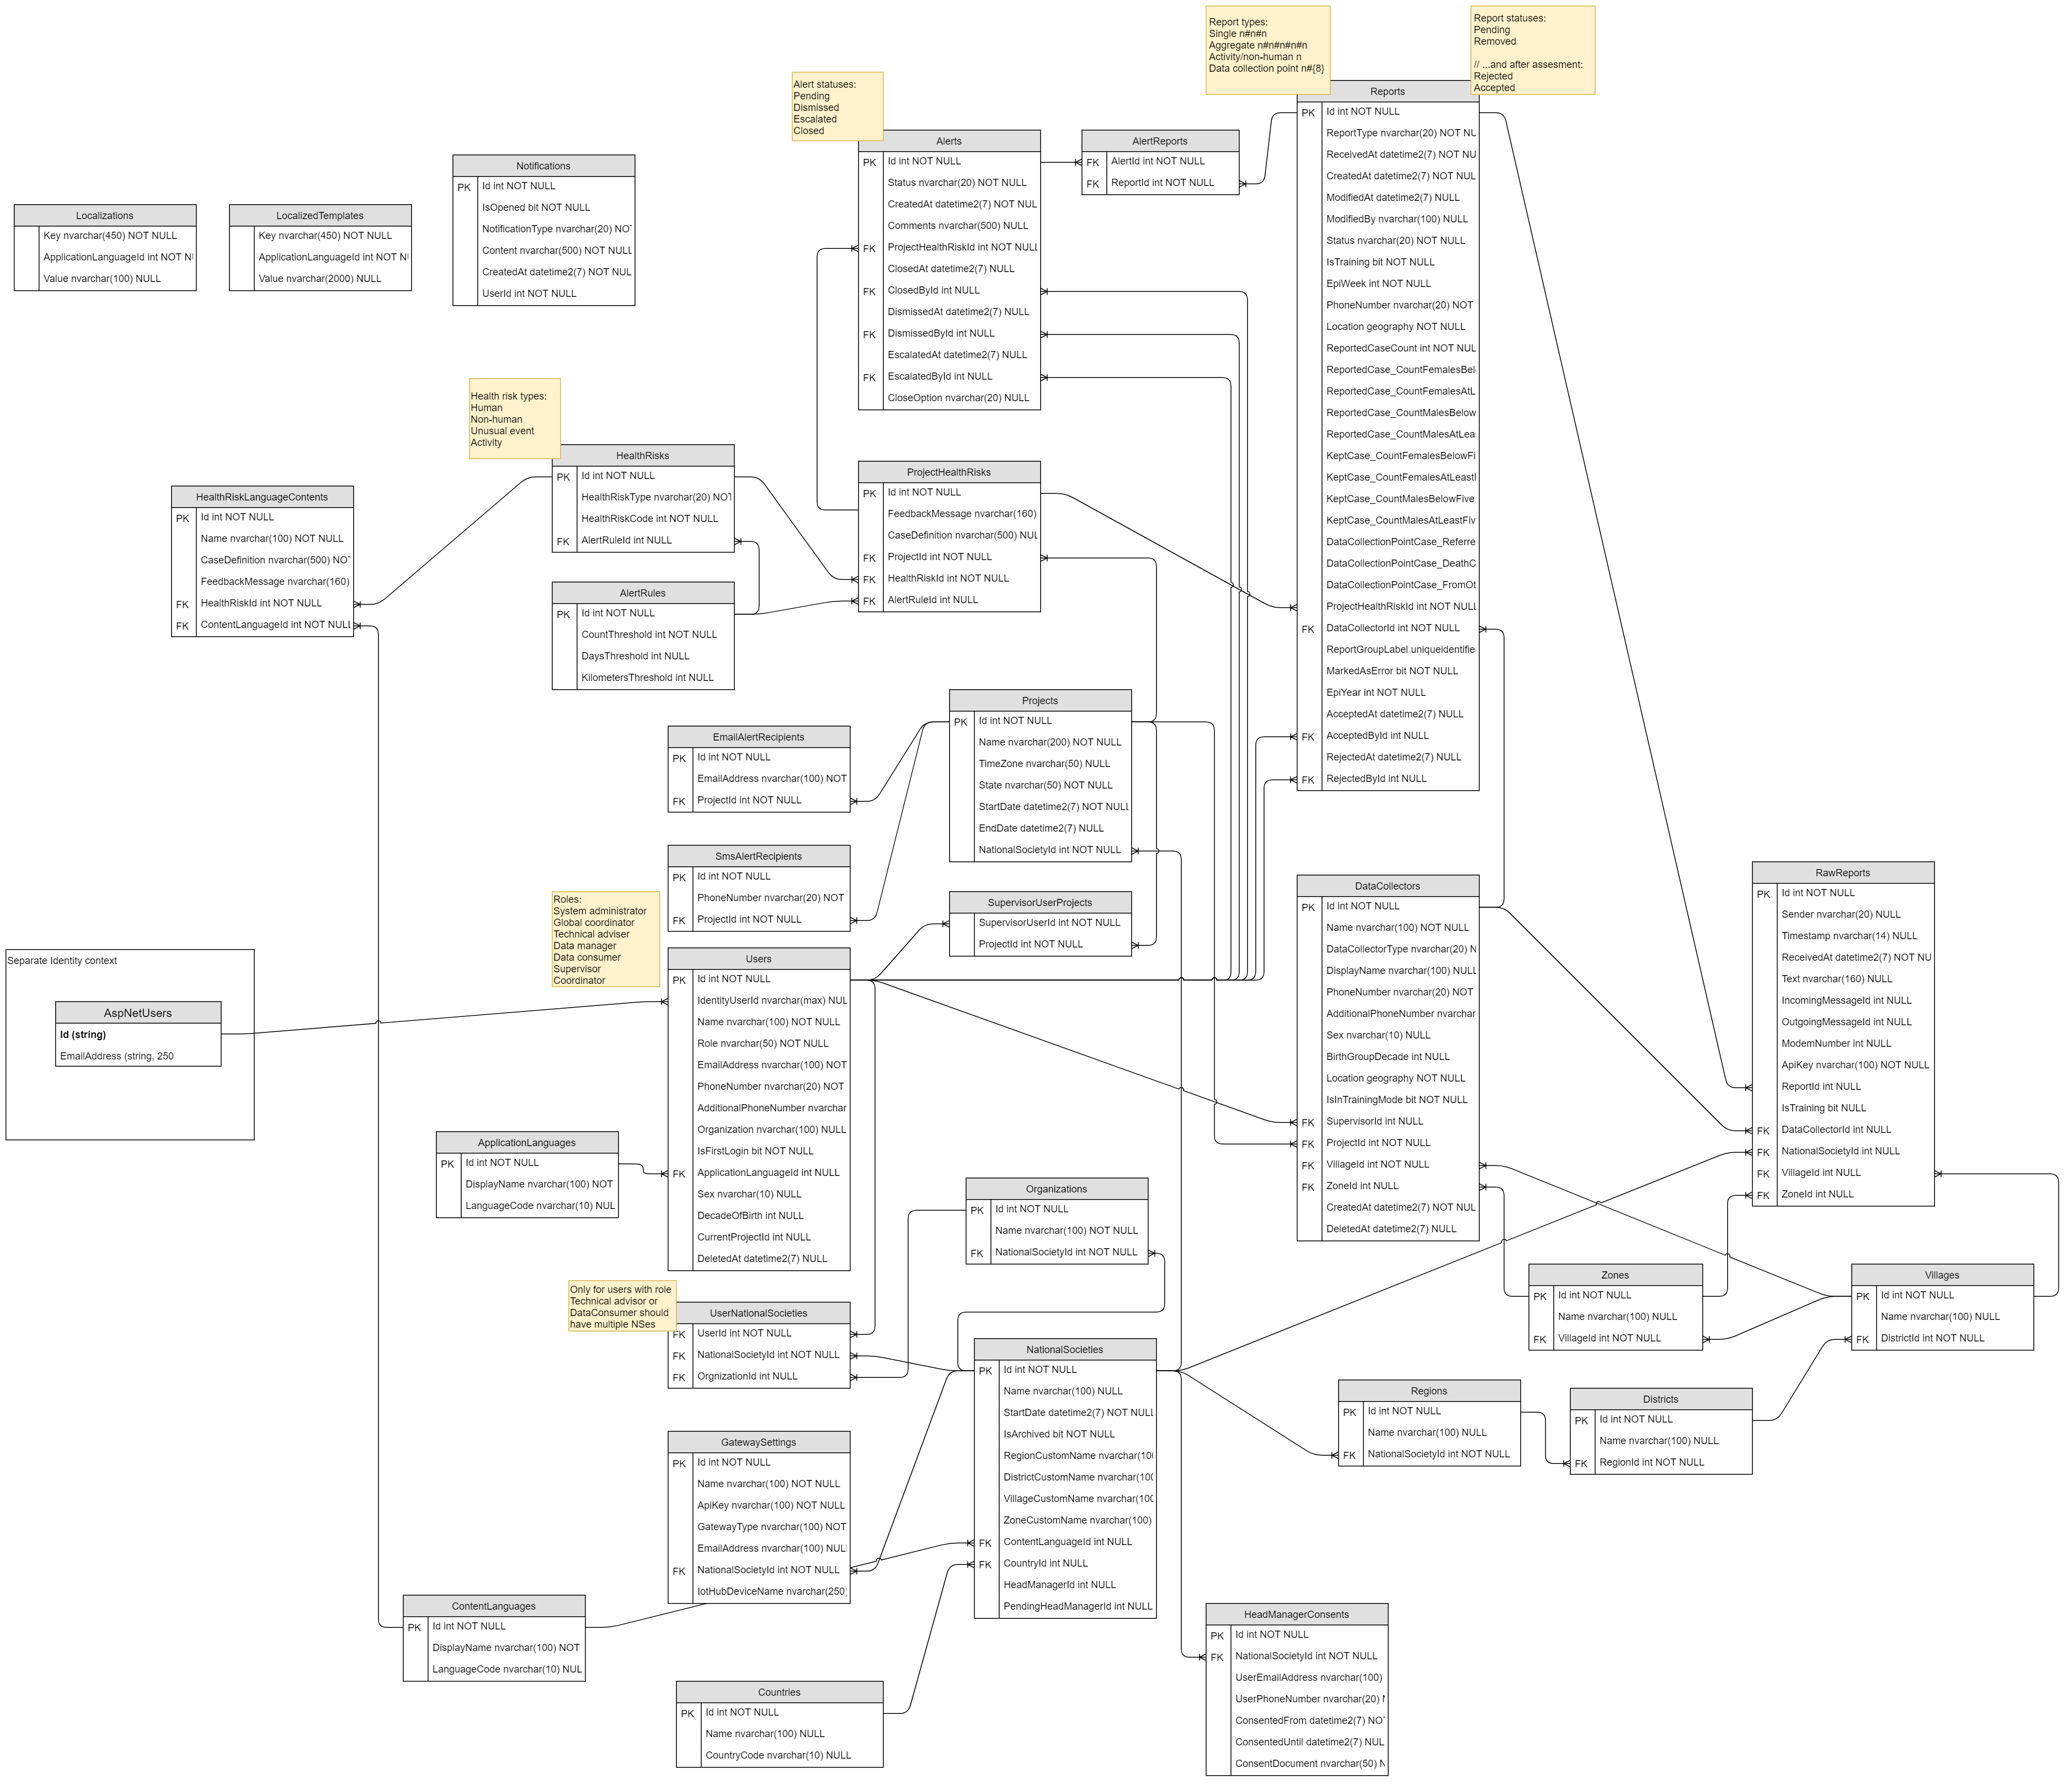 Report types:
Single n#n#n
Aggregate n#n#n#n#n
Activity/non-human n
Data collection point n#{8}
Report statuses:
Pending
Removed
// ...and after assesment:
Rejected
Accepted
Alert statuses:
Pending
Dismissed
Escalated
Closed
Reports
PK Id int NOT NULL
ReportType nvarchar(20) NOT NU
ReceivedAt datetime2(7) NOT NU
CreatedAt datetime2(7) NOT NUL
ModifiedAt datetime2(7) NULL
ModifiedBy nvarchar(100) NULL
Status nvarchar(20) NOT NULL
IsTraining bit NOT NULL
EpiWeek int NOT NULL
PhoneNumber nvarchar(20) NOT
Location geography NOT NULL
ReportedCaseCount int NOT NUL
ReportedCase_CountFemalesBel
ReportedCase_CountFemalesAtL
ReportedCase_CountMalesBelow
ReportedCase_CountMalesAtLea
KeptCase_CountFemalesBelowFi
KeptCase_CountFemalesAtLeast
KeptCase_CountMalesBelowFive
KeptCase_CountMalesAtLeastFiv
DataCollectionPointCase_Referre
DataCollectionPointCase_DeathC
DataCollectionPointCase_FromOt
ProjectHealthRiskId int NOT NULL
FK DataCollectorId int NOT NULL
ReportGroupLabel uniqueidentifie
MarkedAsError bit NOT NULL
EpiYear int NOT NULL
AcceptedAt datetime2(7) NULL
FK AcceptedById int NULL
RejectedAt datetime2(7) NULL
FK RejectedById int NULL
Alerts
PK Id int NOT NULL
Status nvarchar(20) NOT NULL
CreatedAt datetime2(7) NOT NUL
Comments nvarchar(500) NULL
FK ProjectHealthRiskId int NOT NULL
ClosedAt datetime2(7) NULL
FK ClosedById int NULL
DismissedAt datetime2(7) NULL
FK DismissedById int NULL
EscalatedAt datetime2(7) NULL
FK EscalatedById int NULL
CloseOption nvarchar(20) NULL
AlertReports
FK AlertId int NOT NULL
FK ReportId int NOT NULL
Notifications
PK Id int NOT NULL
IsOpened bit NOT NULL
NotificationType nvarchar(20) NOT
Content nvarchar(500) NOT NULL
CreatedAt datetime2(7) NOT NUL
UserId int NOT NULL
Localizations
Key nvarchar(450) NOT NULL
ApplicationLanguageId int NOT NU
Value nvarchar(100) NULL
LocalizedTemplates
Key nvarchar(450) NOT NULL
ApplicationLanguageId int NOT NU
Value nvarchar(2000) NULL
Health risk types:
Human
Non-human
Unusual event
Activity
HealthRisks
PK Id int NOT NULL
HealthRiskType nvarchar(20) NOT
HealthRiskCode int NOT NULL
FK AlertRuleId int NULL
ProjectHealthRisks
PK Id int NOT NULL
FeedbackMessage nvarchar(160)
CaseDefinition nvarchar(500) NUL
FK ProjectId int NOT NULL
FK HealthRiskId int NOT NULL
FK AlertRuleId int NULL
HealthRiskLanguageContents
PK Id int NOT NULL
Name nvarchar(100) NOT NULL
CaseDefinition nvarchar(500) NOT
FeedbackMessage nvarchar(160)
FK HealthRiskId int NOT NULL
FK ContentLanguageId int NOT NULL
AlertRules
PK Id int NOT NULL
CountThreshold int NOT NULL
DaysThreshold int NULL
KilometersThreshold int NULL
Projects
PK Id int NOT NULL
Name nvarchar(200) NOT NULL
TimeZone nvarchar(50) NULL
State nvarchar(50) NOT NULL
StartDate datetime2(7) NOT NULL
EndDate datetime2(7) NULL
NationalSocietyId int NOT NULL
EmailAlertRecipients
PK Id int NOT NULL
EmailAddress nvarchar(100) NOT
FK ProjectId int NOT NULL
SmsAlertRecipients
PK Id int NOT NULL
PhoneNumber nvarchar(20) NOT
FK ProjectId int NOT NULL
SupervisorUserProjects
SupervisorUserId int NOT NULL
ProjectId int NOT NULL
Roles:
System administrator
Global coordinator
Technical adviser
Data manager
Data consumer
Supervisor
Coordinator
Users
PK Id int NOT NULL
IdentityUserId nvarchar(max) NUL
Name nvarchar(100) NOT NULL
Role nvarchar(50) NOT NULL
EmailAddress nvarchar(100) NOT
PhoneNumber nvarchar(20) NOT
AdditionalPhoneNumber nvarchar
Organization nvarchar(100) NULL
IsFirstLogin bit NOT NULL
FK ApplicationLanguageId int NULL
Sex nvarchar(10) NULL
DecadeOfBirth int NULL
CurrentProjectId int NULL
DeletedAt datetime2(7) NULL
Separate Identity context
AspNetUsers
Id (string)
EmailAddress (string, 250
ApplicationLanguages
PK Id int NOT NULL
DisplayName nvarchar(100) NOT
LanguageCode nvarchar(10) NUL
DataCollectors
PK Id int NOT NULL
Name nvarchar(100) NOT NULL
DataCollectorType nvarchar(20) N
DisplayName nvarchar(100) NULL
PhoneNumber nvarchar(20) NOT
AdditionalPhoneNumber nvarchar
Sex nvarchar(10) NULL
BirthGroupDecade int NULL
Location geography NOT NULL
IsInTrainingMode bit NOT NULL
FK SupervisorId int NULL
FK ProjectId int NOT NULL
FK VillageId int NOT NULL
FK ZoneId int NULL
CreatedAt datetime2(7) NOT NUL
DeletedAt datetime2(7) NULL
RawReports
PK Id int NOT NULL
Sender nvarchar(20) NULL
Timestamp nvarchar(14) NULL
ReceivedAt datetime2(7) NOT NU
Text nvarchar(160) NULL
IncomingMessageId int NULL
OutgoingMessageId int NULL
ModemNumber int NULL
ApiKey nvarchar(100) NOT NULL
ReportId int NULL
IsTraining bit NULL
FK DataCollectorId int NULL
FK NationalSocietyId int NULL
FK VillageId int NULL
FK ZoneId int NULL
Organizations
PK Id int NOT NULL
Name nvarchar(100) NOT NULL
FK NationalSocietyId int NOT NULL
Zones
PK Id int NOT NULL
Name nvarchar(100) NULL
FK VillageId int NOT NULL
Villages
PK Id int NOT NULL
Name nvarchar(100) NULL
FK DistrictId int NOT NULL
Only for users with role
Technical advisor or
DataConsumer should
have multiple NSes
UserNationalSocieties
FK UserId int NOT NULL
FK NationalSocietyId int NOT NULL
FK OrgnizationId int NULL
NationalSocieties
PK Id int NOT NULL
Name nvarchar(100) NULL
StartDate datetime2(7) NOT NULL
IsArchived bit NOT NULL
RegionCustomName nvarchar(100
DistrictCustomName nvarchar(100
VillageCustomName nvarchar(100
ZoneCustomName nvarchar(100)
FK ContentLanguageId int NULL
FK CountryId int NULL
HeadManagerId int NULL
PendingHeadManagerId int NULL
Regions
PK Id int NOT NULL
Name nvarchar(100) NULL
FK NationalSocietyId int NOT NULL
Districts
PK Id int NOT NULL
Name nvarchar(100) NULL
FK RegionId int NOT NULL
GatewaySettings
PK Id int NOT NULL
Name nvarchar(100) NOT NULL
ApiKey nvarchar(100) NOT NULL
GatewayType nvarchar(100) NOT
EmailAddress nvarchar(100) NULL
FK NationalSocietyId int NOT NULL
IotHubDeviceName nvarchar(250)
ContentLanguages
PK Id int NOT NULL
DisplayName nvarchar(100) NOT
LanguageCode nvarchar(10) NUL
HeadManagerConsents
PK Id int NOT NULL
FK NationalSocietyId int NOT NULL
UserEmailAddress nvarchar(100)
UserPhoneNumber nvarchar(20) N
ConsentedFrom datetime2(7) NOT
ConsentedUntil datetime2(7) NUL
ConsentDocument nvarchar(50) N
Countries
PK Id int NOT NULL
Name nvarchar(100) NULL
CountryCode nvarchar(10) NULL